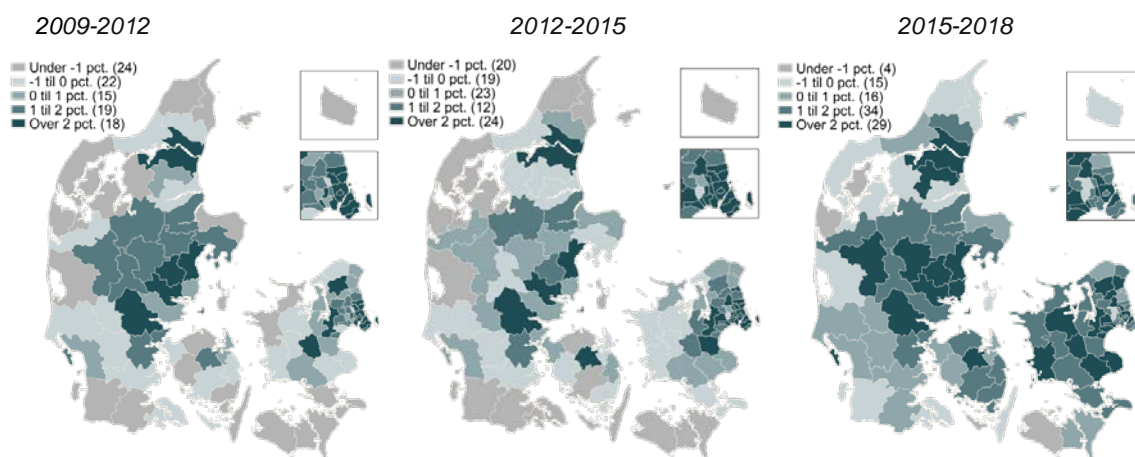 2009-2012
Under -1 pct. (24)
-1 til 0 pct. (22)
0 til 1 pct. (15)
1 til 2 pct. (19)
Over 2 pct. (18)
2012-2015
Under -1 pct. (20)
-1 til 0 pct. (19)
0 til 1 pct. (23)
1 til 2 pct. (12)
Over 2 pct. (24)
2015-2018
Under -1 pct. (4)
-1 til 0 pct. (15)
0 til 1 pct. (16)
1 til 2 pct. (34)
Over 2 pct. (29)